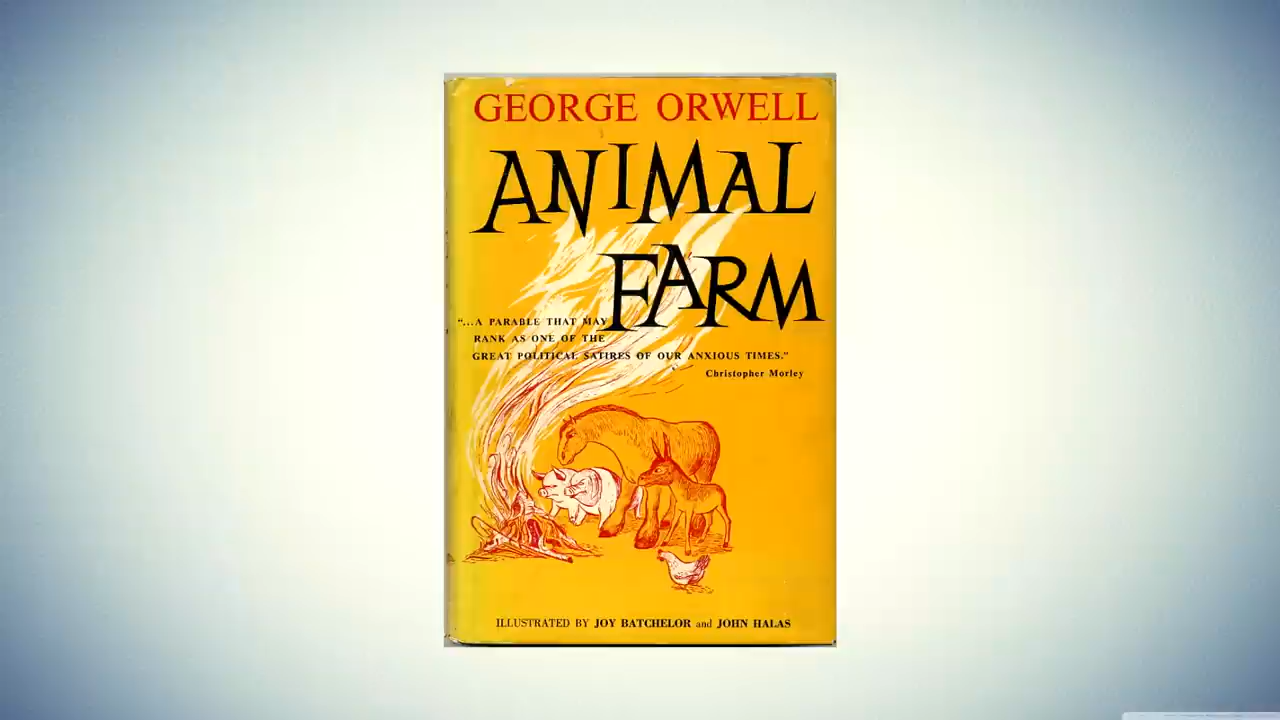 GEORGE ORWELL
ANIMAL
FARM
"...A PARABLE THAT MAY
RANK AS ONE OF THE
GREAT POLITICAL SATIRES OF OUR ANXIOUS TIMES."
Christopher Morley
ILLUSTRATED BY JOY BATCHELOR and JOHN HALAS